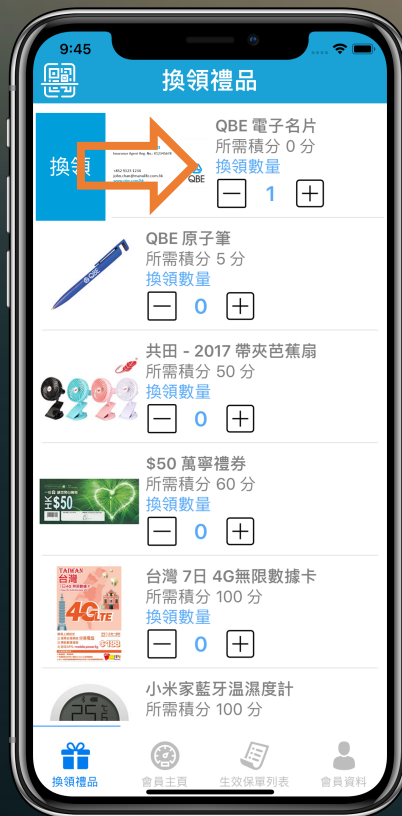 9:45
換領禮品
換領
QBE
QBE 電子名片
所需積分 0 分
換領數量
1
QBE 原子筆
所需積分 5 分
換領數量
0
共田 - 2017 帶夾芭蕉扇
所需積分 50 分
換領數量
0
HK$50
$50 萬寧禮券
所需積分 60 分
換領數量
0
TAIWAN
台灣
4G LTE
$188
台灣 7日 4G無限數據卡
所需積分 100 分
換領數量
0
小米家藍牙溫濕度計
所需積分 100 分
換領禮品
會員主頁
生效保單列表
會員資料